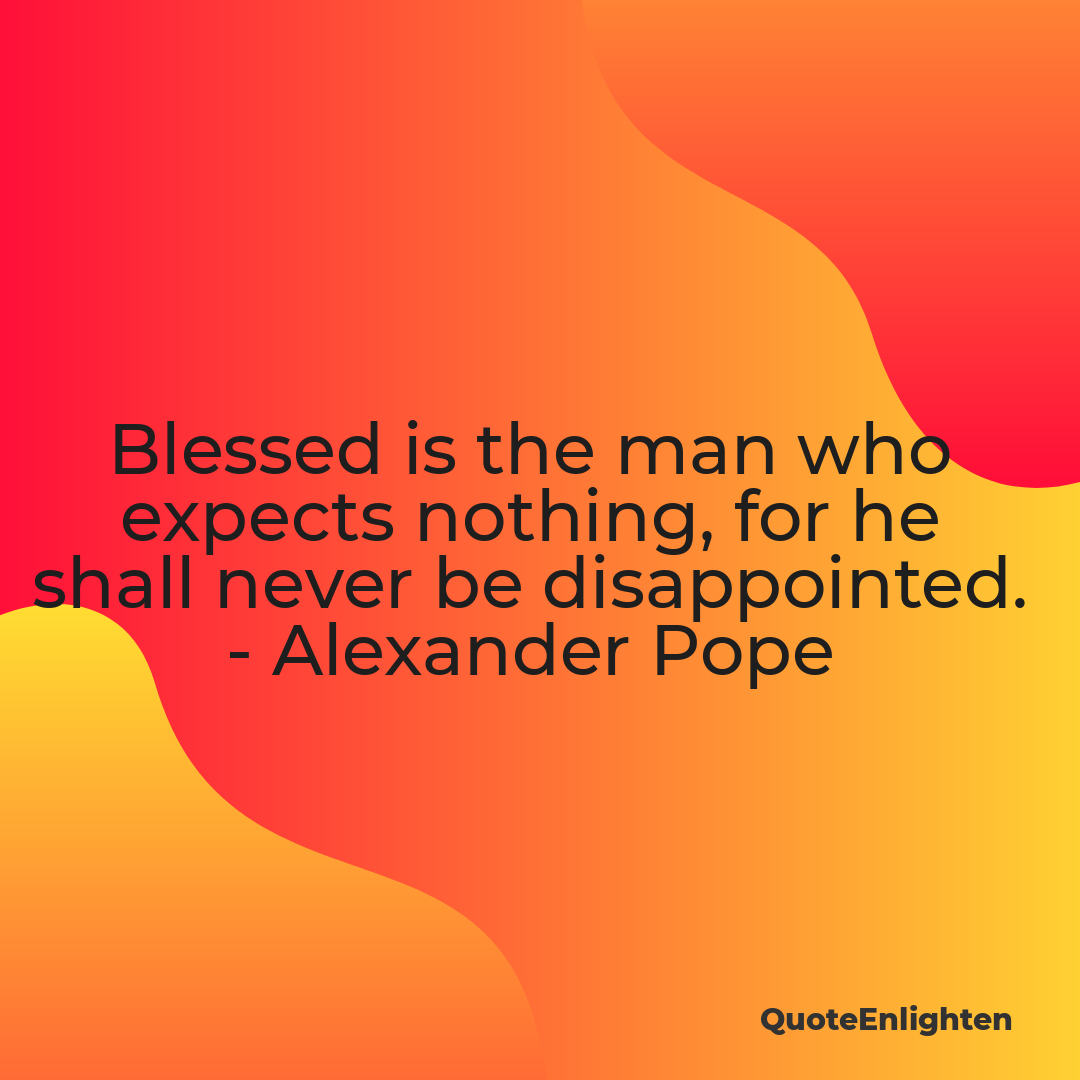 Blessed is the man who
expects nothing, for he
shall never be disappointed.
- Alexander Pope
QuoteEnlighten